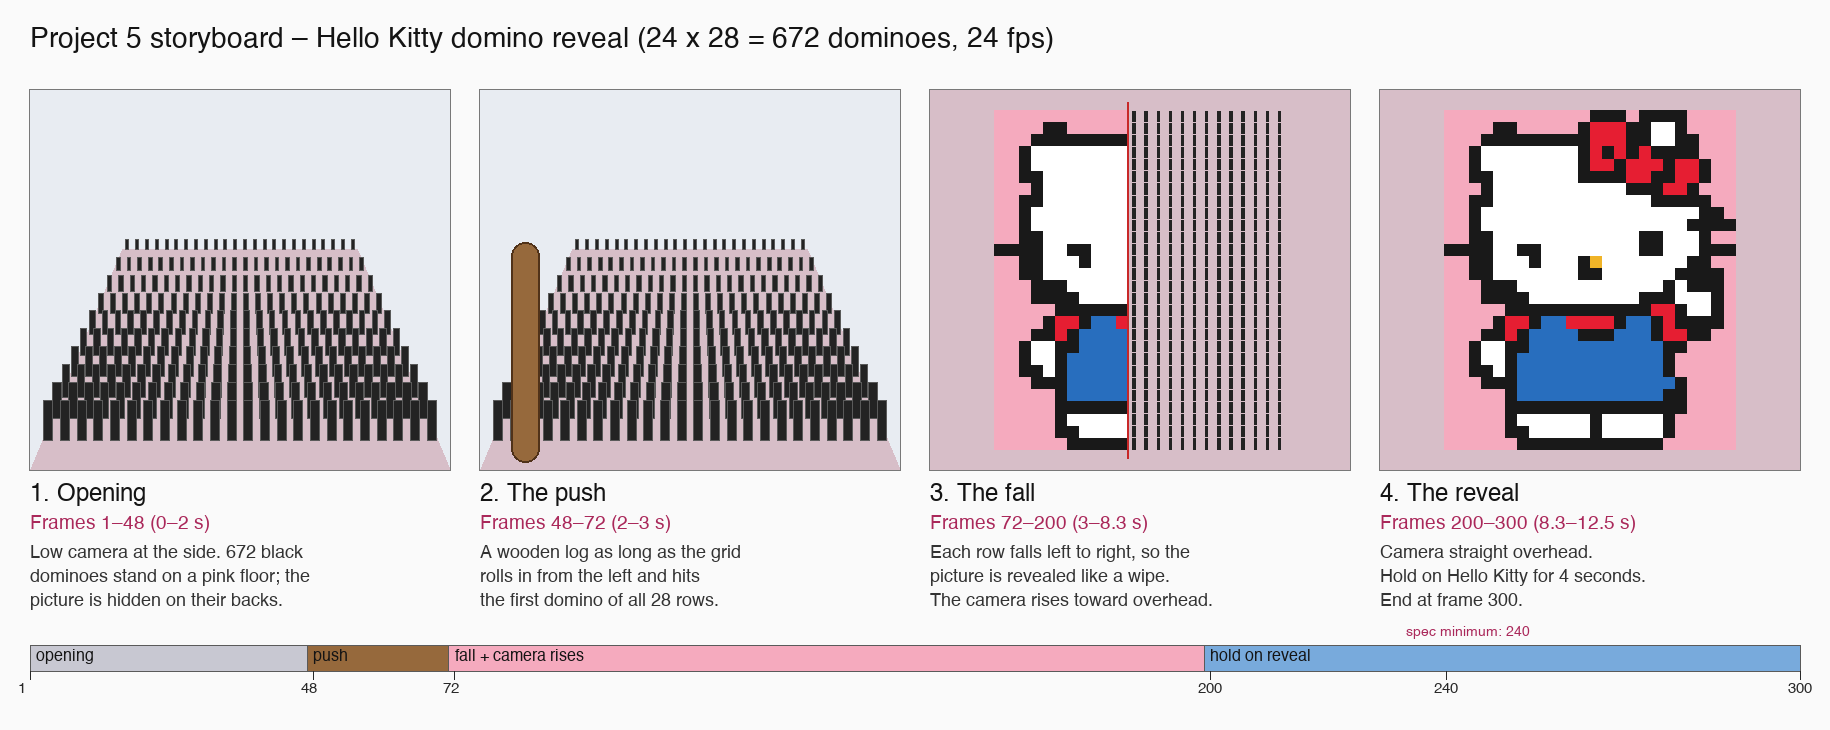 Project 5 storyboard – Hello Kitty domino reveal (24 x 28 = 672 dominoes, 24 fps)
1. Opening
Frames 1–48 (0–2 s)
Low camera at the side. 672 black
dominoes stand on a pink floor; the
picture is hidden on their backs.
2. The push
Frames 48–72 (2–3 s)
A wooden log as long as the grid
rolls in from the left and hits
the first domino of all 28 rows.
3. The fall
Frames 72–200 (3–8.3 s)
Each row falls left to right, so the
picture is revealed like a wipe.
The camera rises toward overhead.
4. The reveal
Frames 200–300 (8.3–12.5 s)
Camera straight overhead.
Hold on Hello Kitty for 4 seconds.
End at frame 300.
spec minimum: 240
opening
push
fall + camera rises
hold on reveal
1
48
72
200
240
300